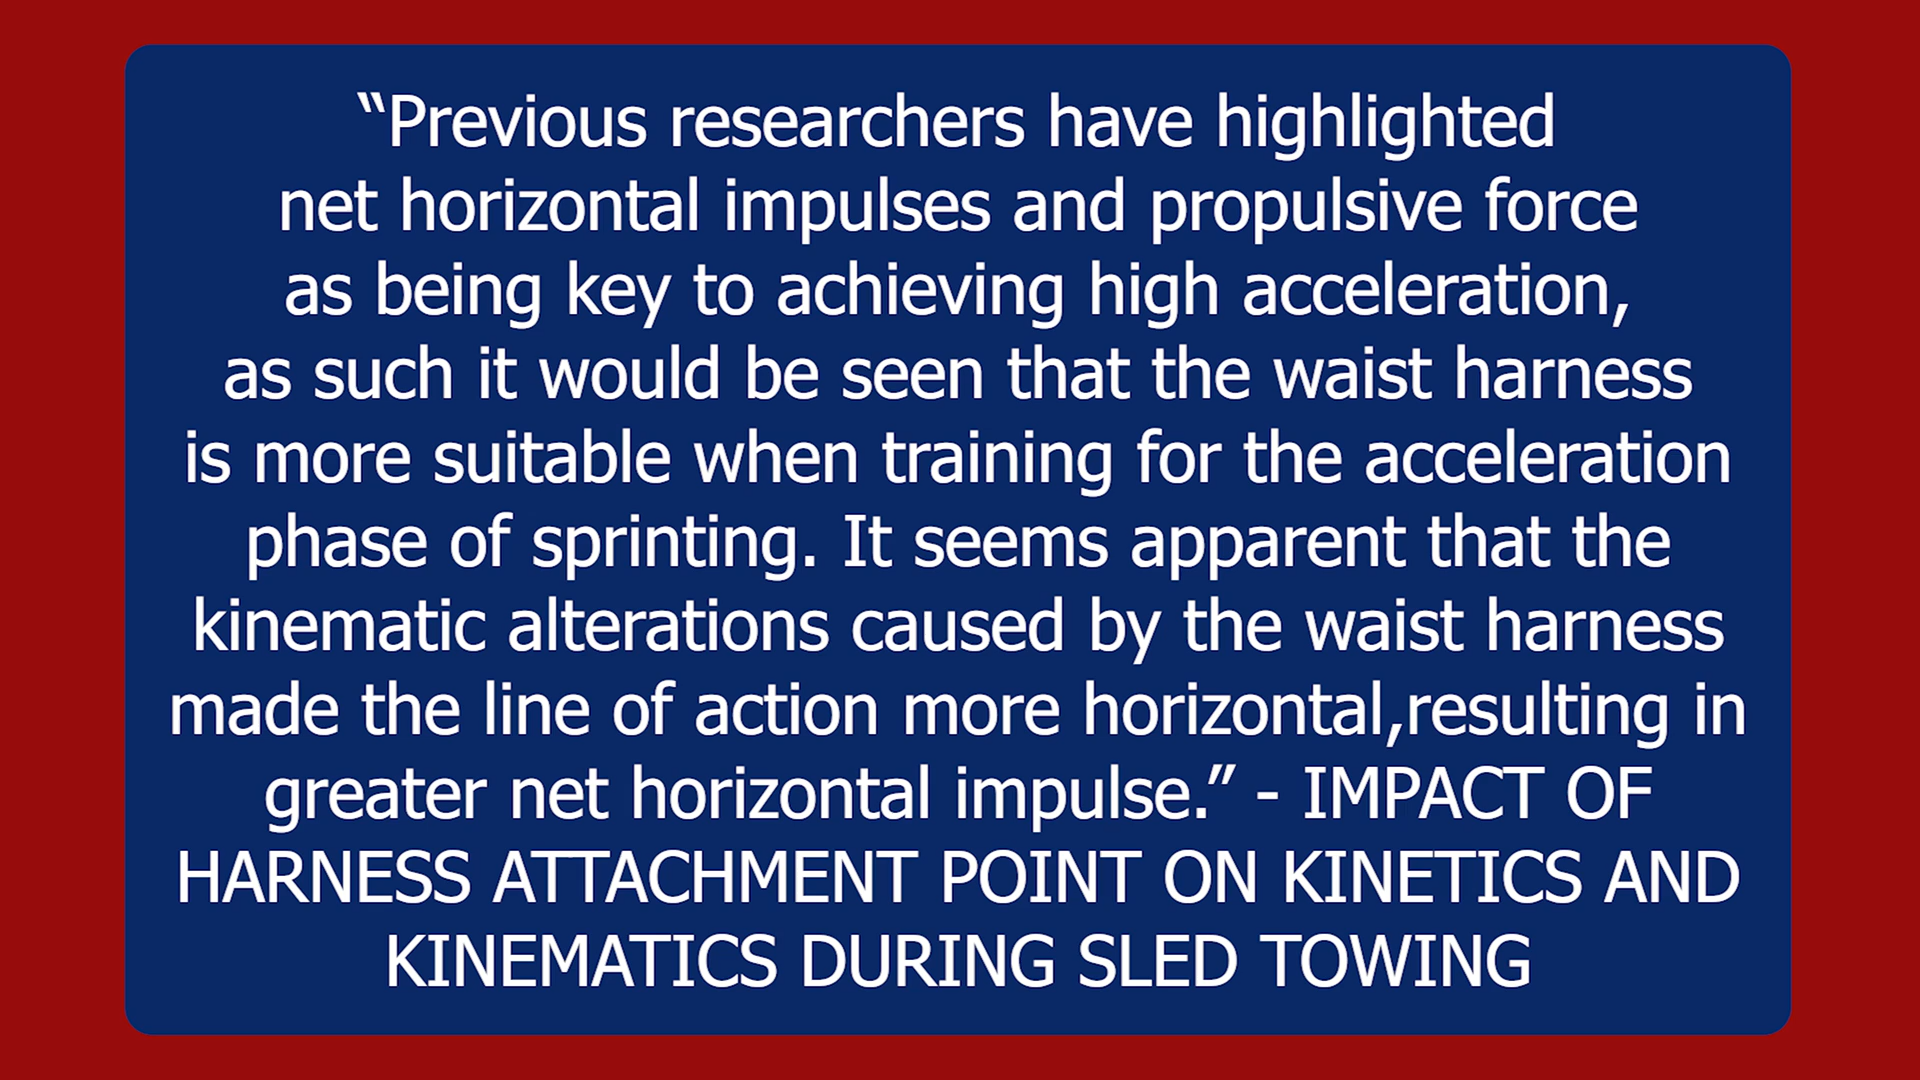 “Previous researchers have highlighted
net horizontal impulses and propulsive force
as being key to achieving high acceleration,
as such it would be seen that the waist harness
is more suitable when training for the acceleration
phase of sprinting. It seems apparent that the
kinematic alterations caused by the waist harness
made the line of action more horizontal,resulting in
greater net horizontal impulse.” - IMPACT OF
HARNESS ATTACHMENT POINT ON KINETICS AND
KINEMATICS DURING SLED TOWING